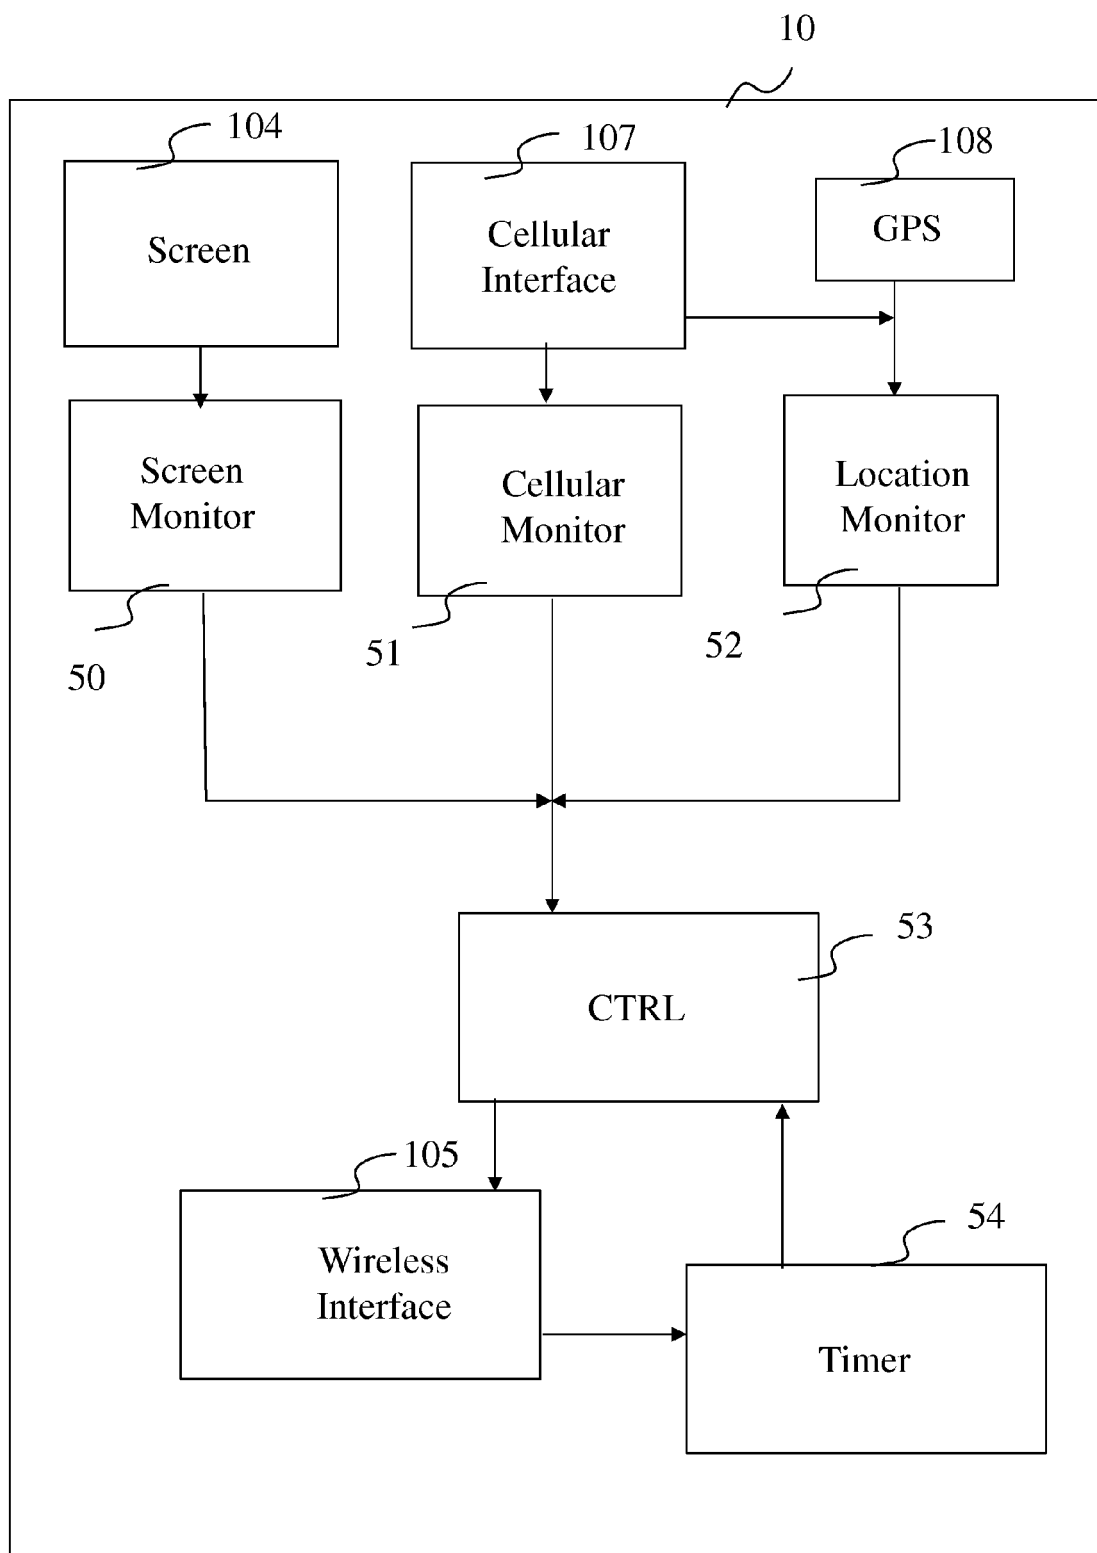 10
104
107
108
Screen
Cellular
Interface
GPS
Screen
Monitor
Cellular
Monitor
Location
Monitor
50
51
52
53
CTRL
105
Wireless
Interface
54
Timer